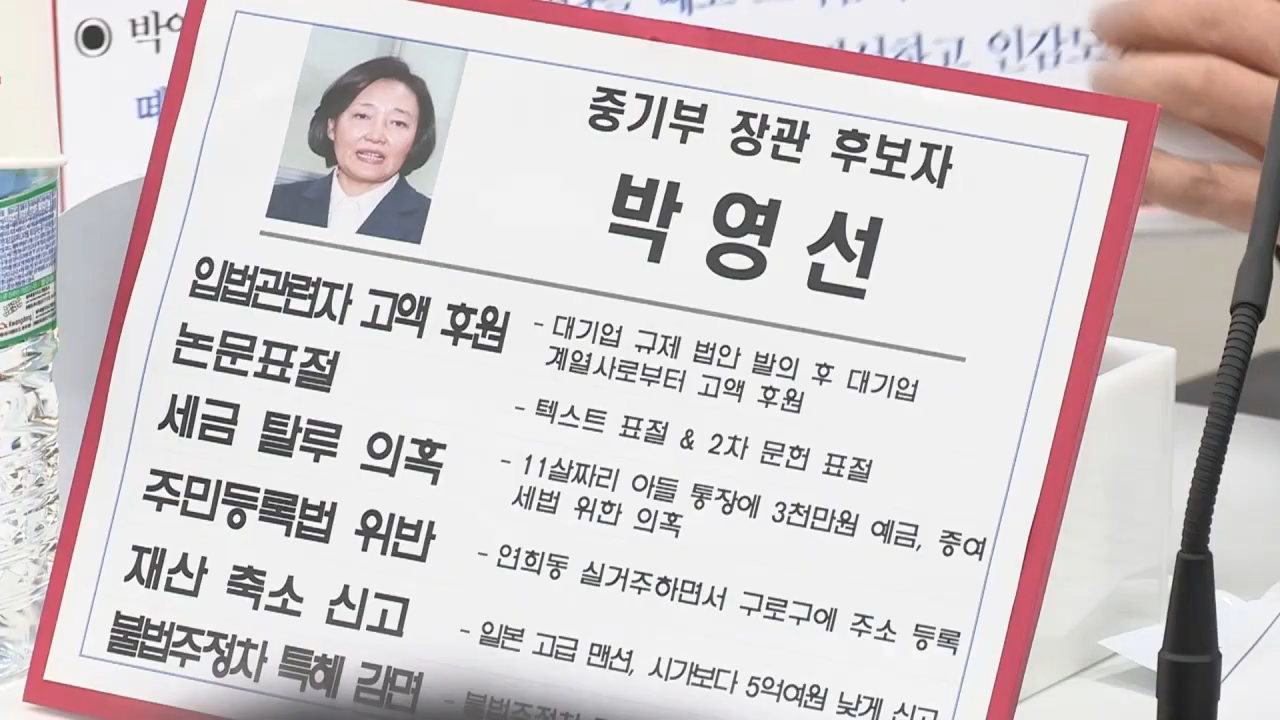 중기부 장관 후보자
박영선
입법관련자 고액 후원
- 대기업 규제 법안 발의 후 대기업
계열사로부터 고액 후원
논문표절
- 텍스트 표절 & 2차 문헌 표절
세금 탈루 의혹
- 11살짜리 아들 통장에 3천만원 예금, 증여
세법 위한 의혹
주민등록법 위반
- 연희동 실거주하면서 구로구에 주소 등록
재산 축소 신고
- 일본 고급 맨션, 시가보다 5억여원 낮게 신고
불법주정차 특혜 감면
- 불법주정차